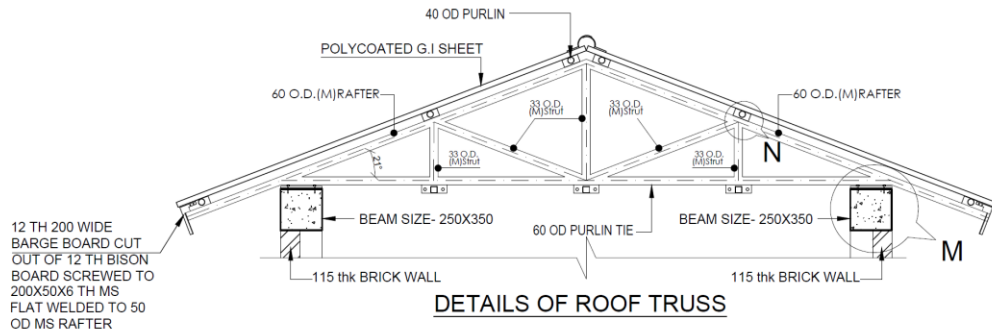 40 OD PURLIN
POLYCOATED G.I SHEET
60 O.D.(M)RAFTER
33 O.D.
(M)Strut
33 O.D.
(M)Strut
60 O.D.(M)RAFTER
21°
33 O.D.
(M)Strut
33 O.D.
(M)Strut
N
12 TH 200 WIDE
BARGE BOARD CUT
OUT OF 12 TH BISON
BOARD SCREWED TO
200X50X6 TH MS
FLAT WELDED TO 50
OD MS RAFTER
BEAM SIZE- 250X350
60 OD PURLIN TIE
BEAM SIZE- 250X350
M
115 thk BRICK WALL
115 thk BRICK WALL
DETAILS OF ROOF TRUSS